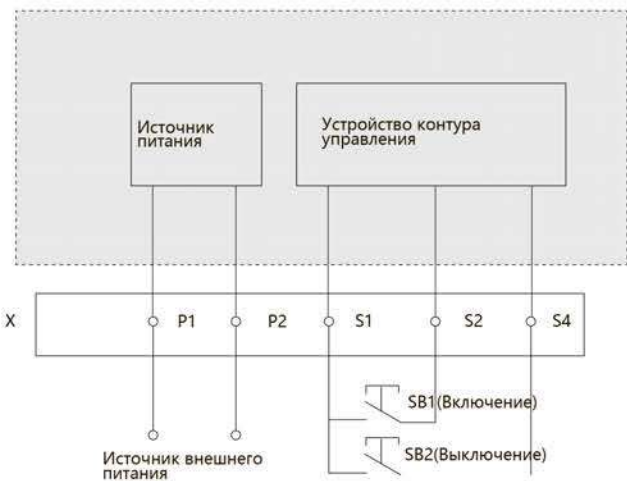 Источник
питания
Устройство контура
управления
X
P1
P2
S1
S2
S4
SB1(Включение)
SB2(Выключение)
Источник внешнего
питания